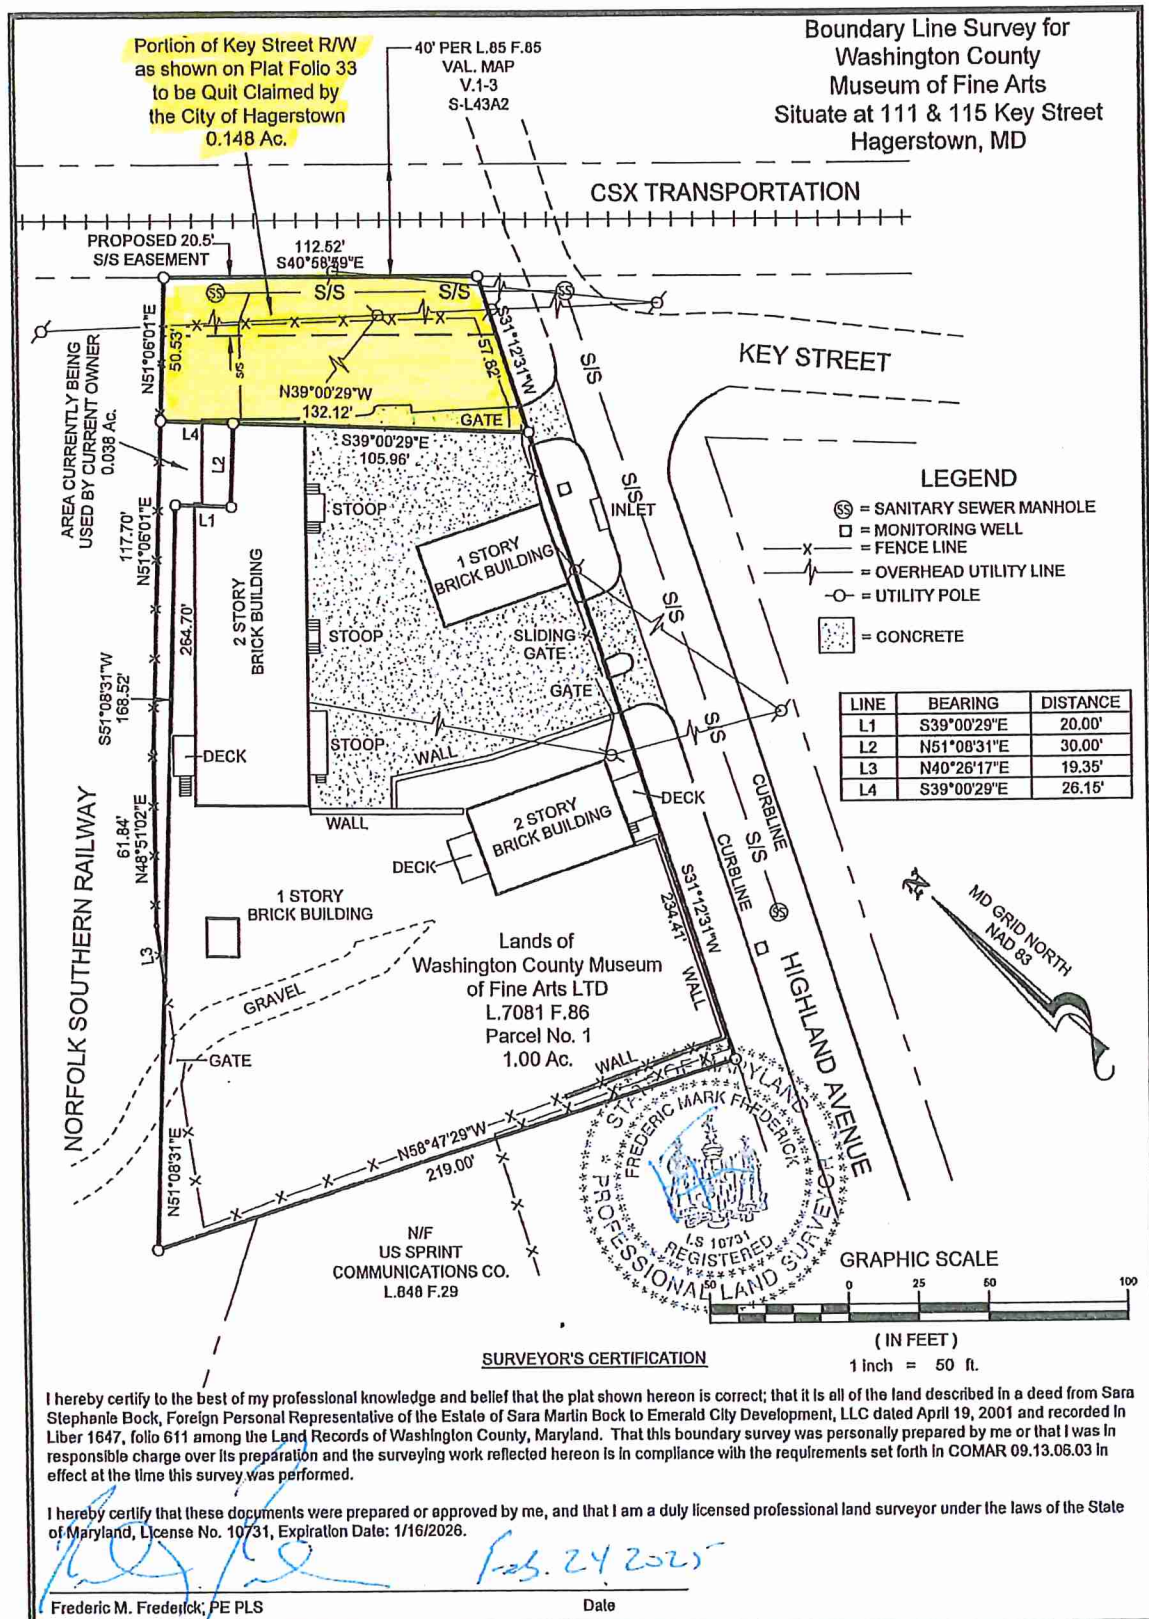 Boundary Line Survey for
Washington County
Museum of Fine Arts
Situate at 111 & 115 Key Street
Hagerstown, MD
Portion of Key Street R/W
as shown on Plat Folio 33
to be Quit Claimed by
the City of Hagerstown
0.148 Ac.
40' PER L.85 F.85
VAL. MAP
V.1-3
S-L43A2
CSX TRANSPORTATION
PROPOSED 20.5'
S/S EASEMENT
112.52'
S40°58'39"E
SS
S/S
S/S
SS
N51°06'01"E
50.53'
S/S
S31°12'31"W
57.82'
N39°00'29"W
132.12'
GATE
S/S
KEY STREET
AREA CURRENTLY BEING
USED BY CURRENT OWNER
0.038 Ac.
L4
L2
L1
S39°00'29"E
105.96'
STOOP
INLET
S/S
1 STORY
BRICK BUILDING
117.70'
N51°06'01"E
264.70'
2 STORY
BRICK BUILDING
STOOP
SLIDING
GATE
GATE
S/S
LEGEND
SS = SANITARY SEWER MANHOLE
= MONITORING WELL
X = FENCE LINE
= OVERHEAD UTILITY LINE
= UTILITY POLE
= CONCRETE
LINE BEARING DISTANCE
L1 S39°00'29"E 20.00'
L2 N51°08'31"E 30.00'
L3 N40°26'17"E 19.35'
L4 S39°00'29"E 26.15'
S51°08'31"W
168.52'
DECK
STOOP
WALL
S/S
WALL
2 STORY
BRICK BUILDING
DECK
DECK
CURBLINE
S/S
CURBLINE
SS
NORFOLK SOUTHERN RAILWAY
61.84'
N48°51'02"E
L3
1 STORY
BRICK BUILDING
GRAVEL
GATE
Lands of
Washington County Museum
of Fine Arts LTD
L.7081 F.86
Parcel No. 1
1.00 Ac.
S31°12'31"W
234.41'
WALL
WALL
HIGHLAND AVENUE
MD GRID NORTH
NAD 83
N51°08'31"E
N58°47'29"W
219.00'
N/F
US SPRINT
COMMUNICATIONS CO.
L.848 F.29
STATE OF MARYLAND
FREDERIC MARK FREDERICK
LS 10731
REGISTERED
PROFESSIONAL LAND SURVEYOR
GRAPHIC SCALE
50 0 25 50 100
( IN FEET )
1 inch = 50 ft.
SURVEYOR'S CERTIFICATION
I hereby certify to the best of my professional knowledge and belief that the plat shown hereon is correct; that it is all of the land described in a deed from Sara
Stephanie Bock, Foreign Personal Representative of the Estate of Sara Martin Bock to Emerald City Development, LLC dated April 19, 2001 and recorded in
Liber 1647, folio 611 among the Land Records of Washington County, Maryland. That this boundary survey was personally prepared by me or that I was in
responsible charge over its preparation and the surveying work reflected hereon is in compliance with the requirements set forth in COMAR 09.13.06.03 in
effect at the time this survey was performed.
I hereby certify that these documents were prepared or approved by me, and that I am a duly licensed professional land surveyor under the laws of the State
of Maryland, License No. 10731, Expiration Date: 1/16/2026.
Feb. 24 2025
Frederic M. Frederick, PE PLS
Date